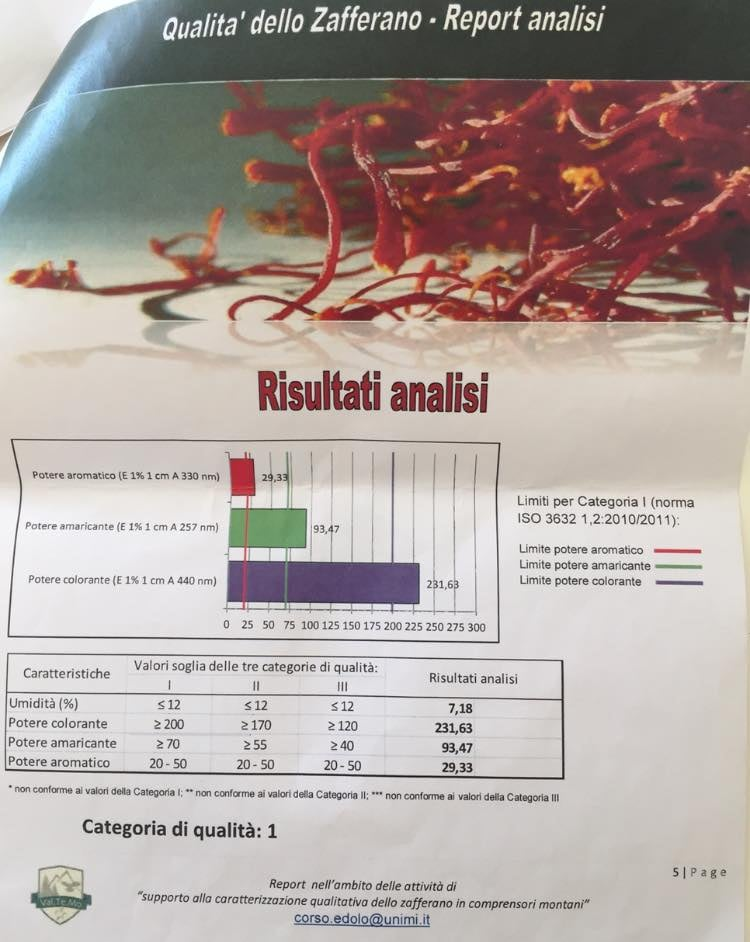 Qualita' dello Zafferano - Report analisi
Risultati analisi
Potere aromatico (E 1% 1 cm A 330 nm) 29,33
Potere amaricante (E 1% 1 cm A 257 nm) 93,47
Potere colorante (E 1% 1 cm A 440 nm) 231,63
0 25 50 75 100 125 150 175 200 225 250 275 300
Limiti per Categoria I (norma
ISO 3632 1,2:2010/2011):
Limite potere aromatico
Limite potere amaricante
Limite potere colorante
Caratteristiche Valori soglia delle tre categorie di qualità: Risultati analisi
I II III
Umidità (%) ≤ 12 ≤ 12 ≤ 12 7,18
Potere colorante ≥ 200 ≥ 170 ≥ 120 231,63
Potere amaricante ≥ 70 ≥ 55 ≥ 40 93,47
Potere aromatico 20 - 50 20 - 50 20 - 50 29,33
* non conforme ai valori della Categoria I; ** non conforme ai valori della Categoria II; *** non conforme ai valori della Categoria III
Categoria di qualità: 1
5 | Page
Val.Te.Mo.
Report nell'ambito delle attività di
"supporto alla caratterizzazione qualitativa dello zafferano in comprensori montani"
corso.edolo@unimi.it